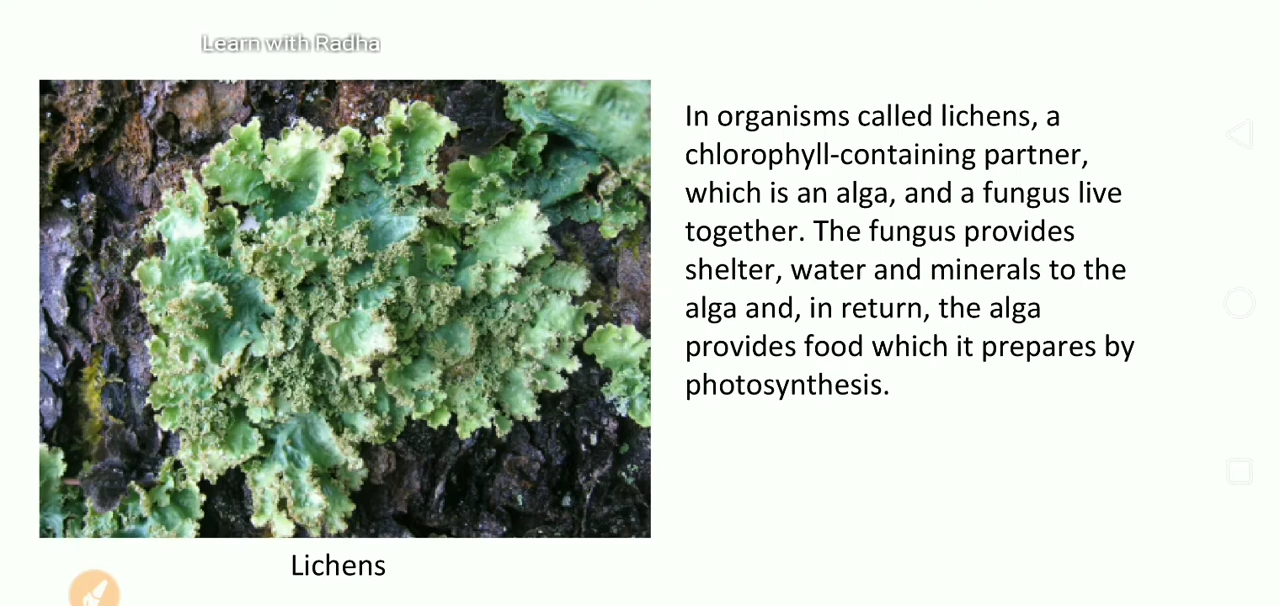 Learn with Radha
In organisms called lichens, a
chlorophyll-containing partner,
which is an alga, and a fungus live
together. The fungus provides
shelter, water and minerals to the
alga and, in return, the alga
provides food which it prepares by
photosynthesis.
Lichens